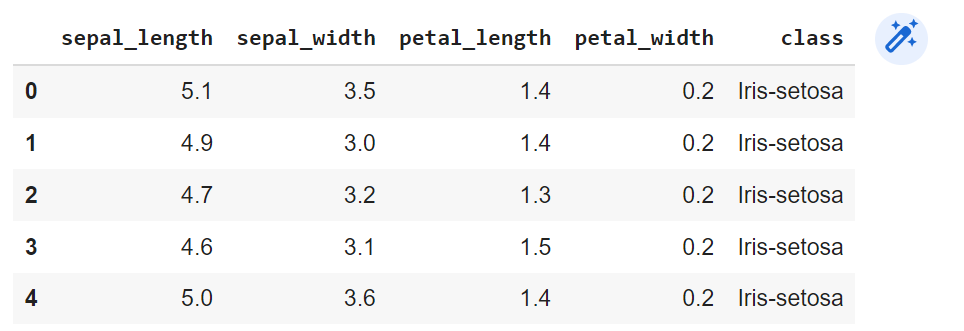 sepal_length sepal_width petal_length petal_width class
0 5.1 3.5 1.4 0.2 Iris-setosa
1 4.9 3.0 1.4 0.2 Iris-setosa
2 4.7 3.2 1.3 0.2 Iris-setosa
3 4.6 3.1 1.5 0.2 Iris-setosa
4 5.0 3.6 1.4 0.2 Iris-setosa